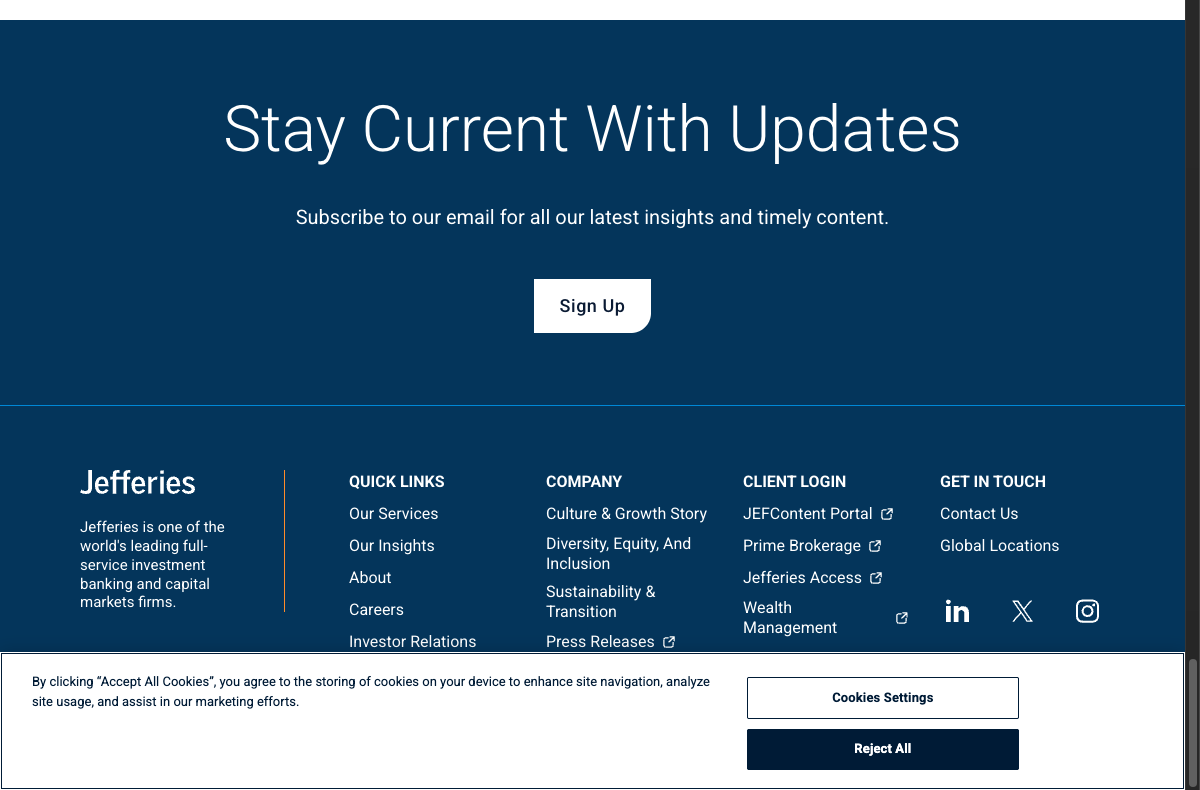 Stay Current With Updates
Subscribe to our email for all our latest insights and timely content.
Sign Up
Jefferies
Jefferies is one of the
world's leading full-
service investment
banking and capital
markets firms.
QUICK LINKS
Our Services
Our Insights
About
Careers
Investor Relations
COMPANY
Culture & Growth Story
Diversity, Equity, And
Inclusion
Sustainability &
Transition
Press Releases
CLIENT LOGIN
JEFContent Portal
Prime Brokerage
Jefferies Access
Wealth
Management
GET IN TOUCH
Contact Us
Global Locations
By clicking “Accept All Cookies”, you agree to the storing of cookies on your device to enhance site navigation, analyze
site usage, and assist in our marketing efforts.
Cookies Settings
Reject All